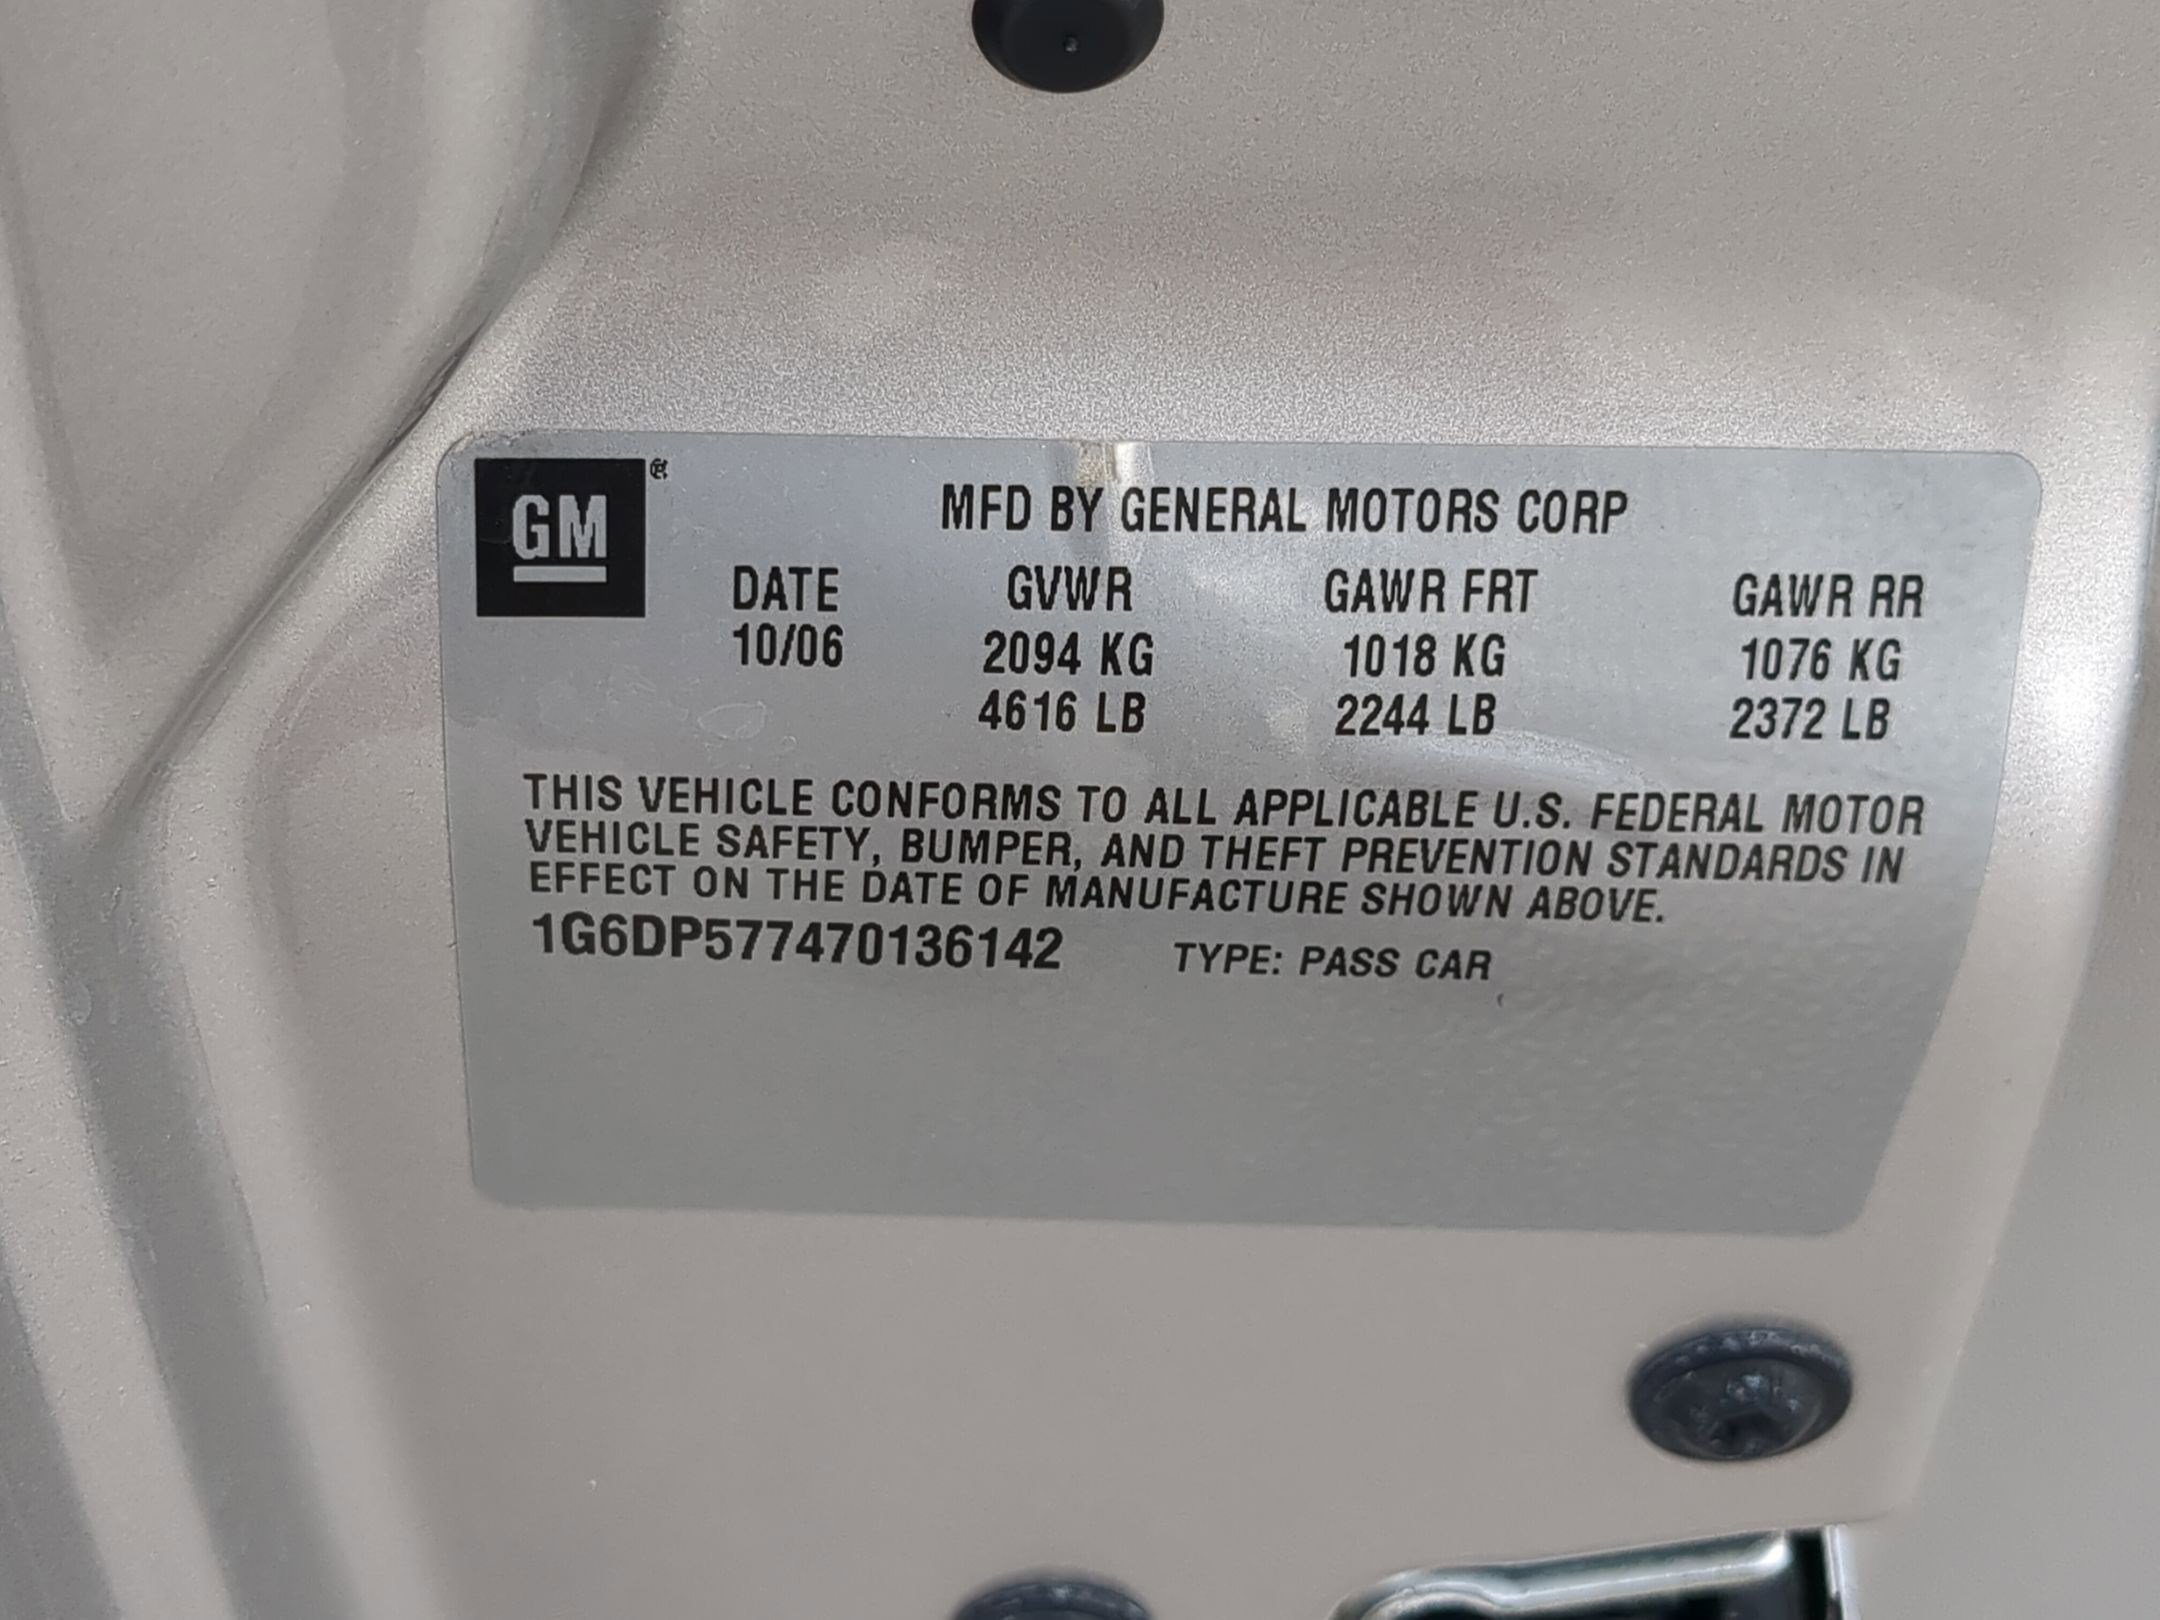 GM®
MFD BY GENERAL MOTORS CORP
DATE GVWR GAWR FRT GAWR RR
10/06 2094 KG 1018 KG 1076 KG
4616 LB 2244 LB 2372 LB
THIS VEHICLE CONFORMS TO ALL APPLICABLE U.S. FEDERAL MOTOR
VEHICLE SAFETY, BUMPER, AND THEFT PREVENTION STANDARDS IN
EFFECT ON THE DATE OF MANUFACTURE SHOWN ABOVE.
1G6DP577470136142 TYPE: PASS CAR